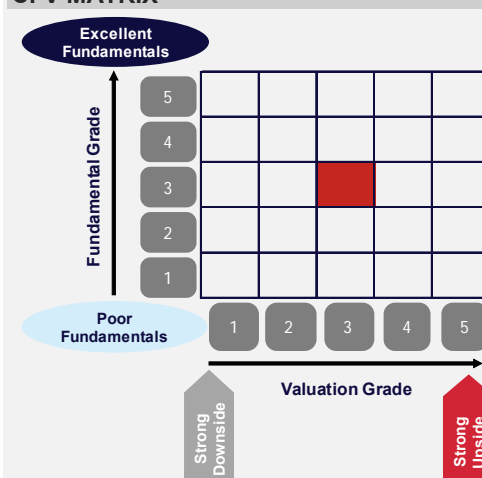 Excellent
Fundamentals
Fundamental Grade
5
4
3
2
1
Poor
Fundamentals
1
2
3
4
5
Valuation Grade
Strong
Downside
Strong
Upside